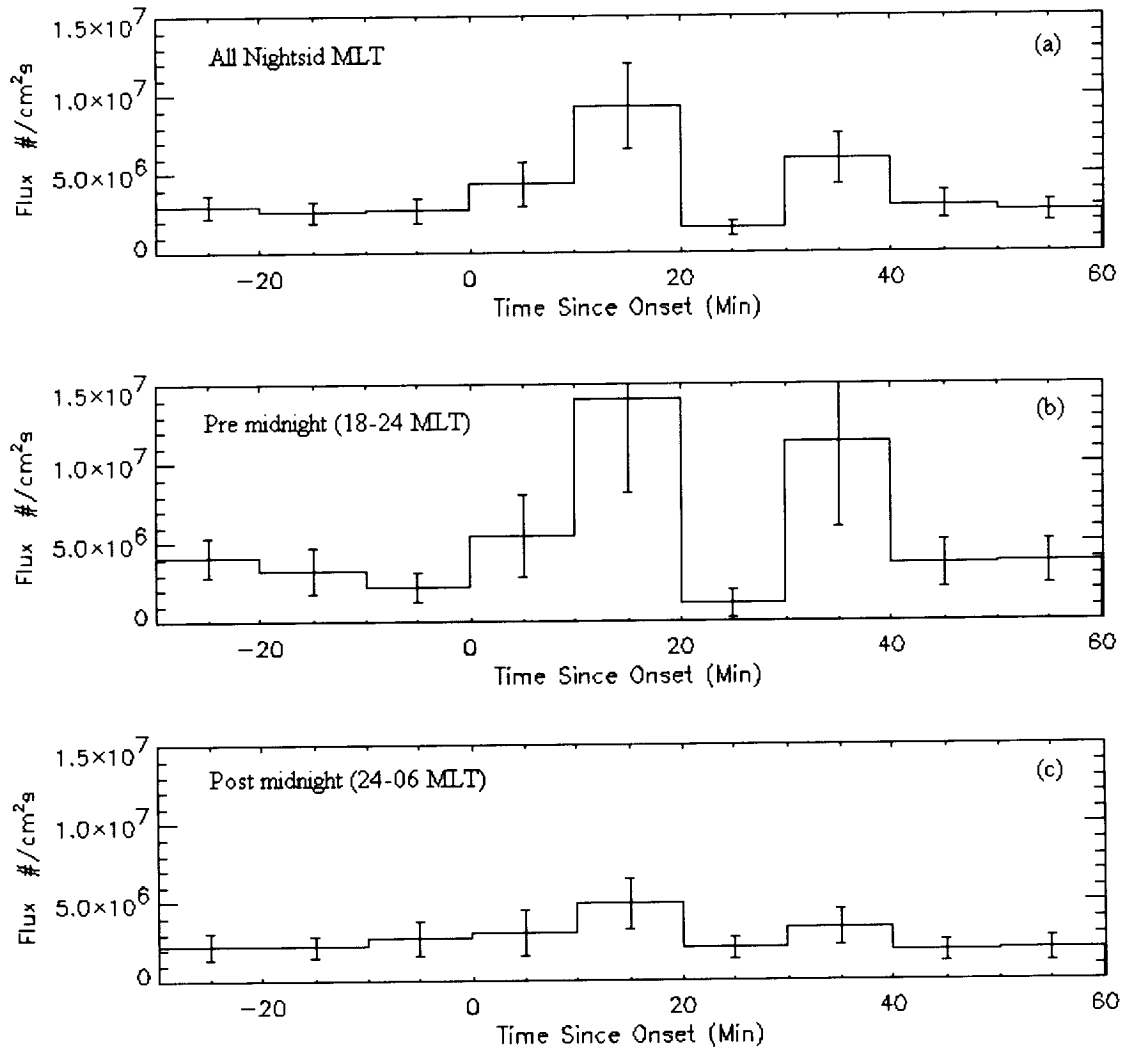 1.5×10⁷
All Nightsid MLT
(a)
1.0×10⁷
5.0×10⁶
0
Flux #/cm²s
−20 0 20 40 60
Time Since Onset (Min)
1.5×10⁷
Pre midnight (18-24 MLT)
(b)
1.0×10⁷
5.0×10⁶
0
Flux #/cm²s
−20 0 20 40 60
Time Since Onset (Min)
1.5×10⁷
Post midnight (24-06 MLT)
(c)
1.0×10⁷
5.0×10⁶
0
Flux #/cm²s
−20 0 20 40 60
Time Since Onset (Min)